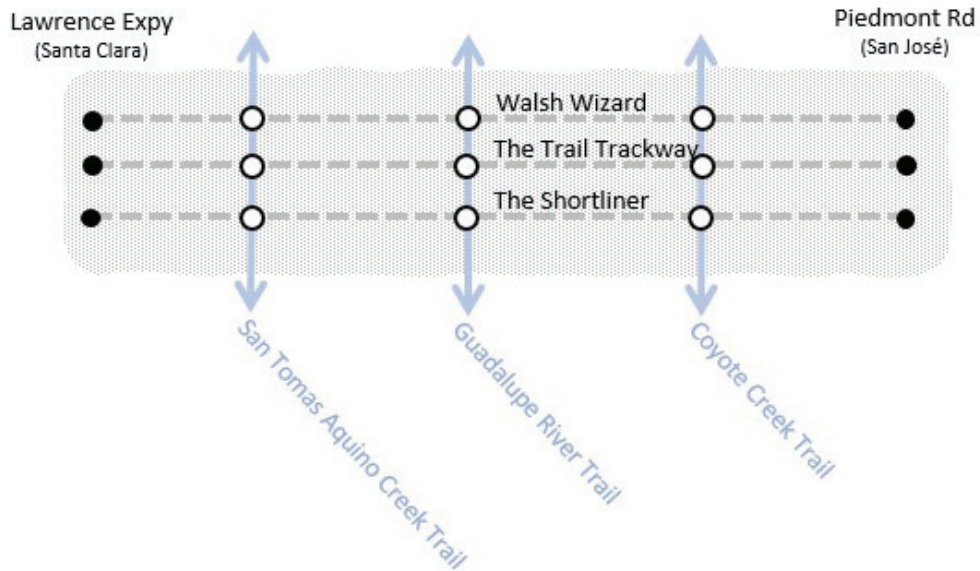 Lawrence Expy
(Santa Clara)
Piedmont Rd
(San José)
Walsh Wizard
The Trail Trackway
The Shortliner
San Tomas Aquino Creek Trail
Guadalupe River Trail
Coyote Creek Trail